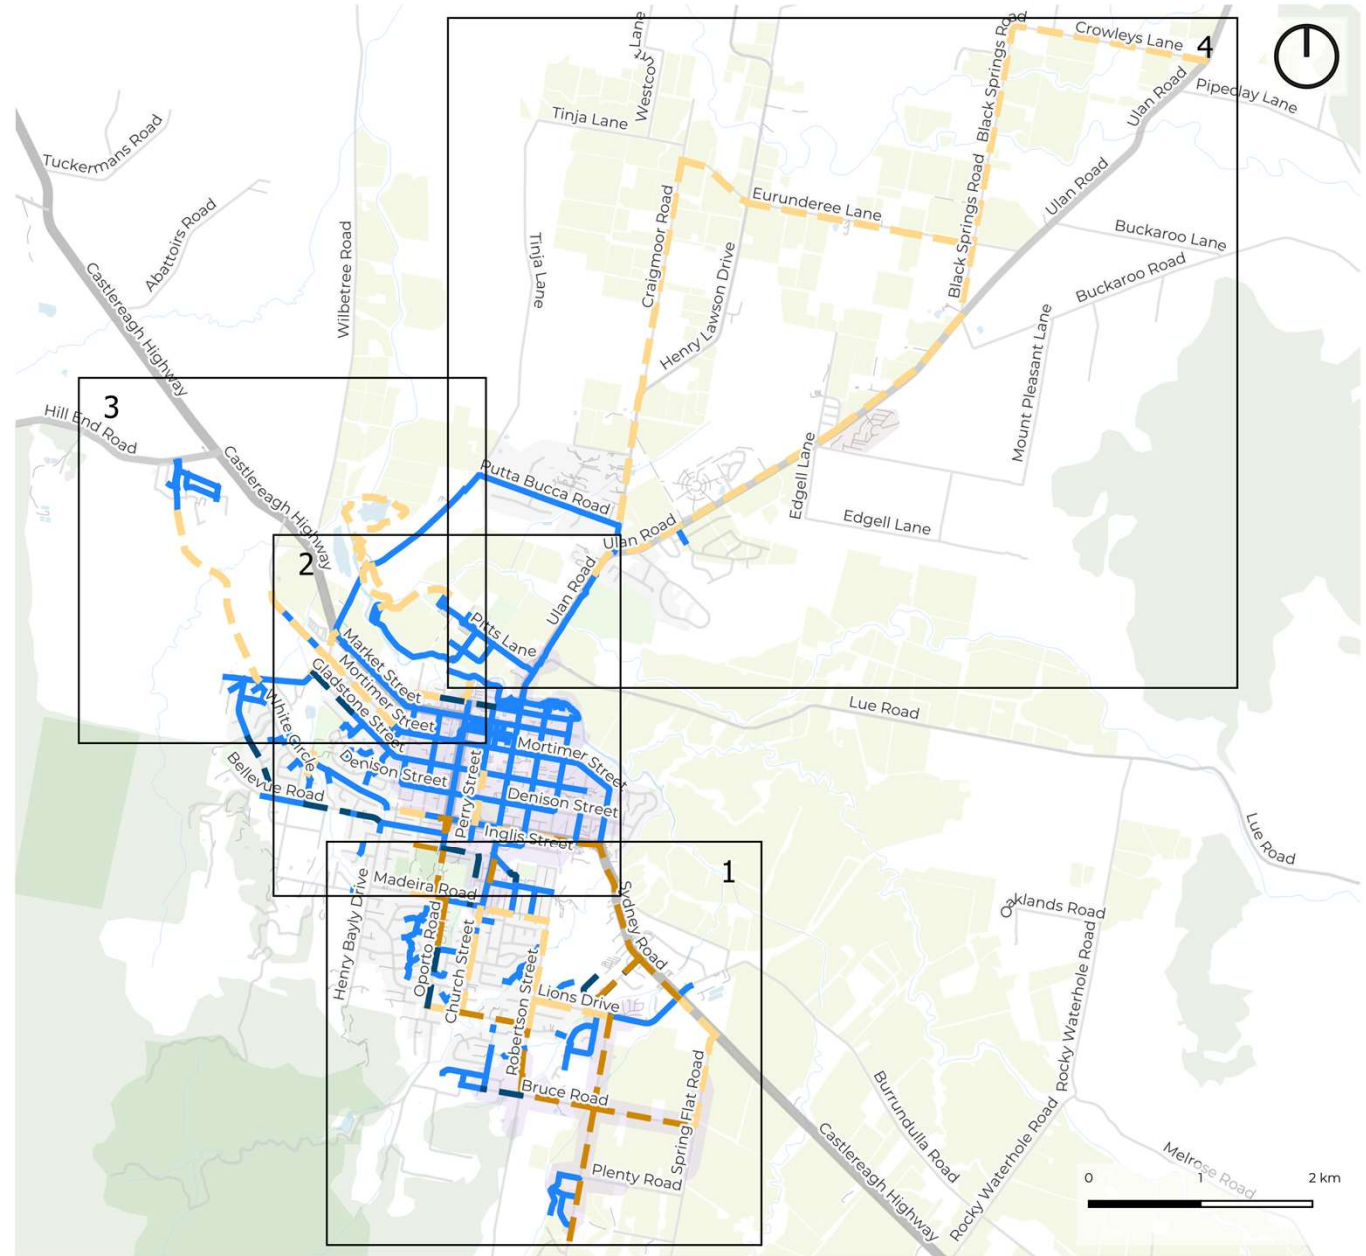 Crowleys Lane
4
Black Springs Road
Westcourt Lane
Ulan Road
Pipeclay Lane
Tinja Lane
Tuckermans Road
Eurunderee Lane
Black Springs Road
Ulan Road
Craigmoor Road
Abattoirs Road
Wilbetree Road
Tinja Lane
Henry Lawson Drive
Buckaroo Lane
Buckaroo Road
Castlereagh Highway
Mount Pleasant Lane
3
Hill End Road
Castlereagh Highway
Putta Bucca Road
Edgell Lane
Edgell Lane
Ulan Road
2
Ulan Road
Pitts Lane
Market Street
Mortimer Street
Gladstone Street
White Circle
Lue Road
Mortimer Street
Denison Street
Perry Street
Bellevue Road
Denison Street
Inglis Street
Lue Road
1
Madeira Road
Sydney Road
Oaklands Road
Henry Bayly Drive
Oporto Road
Church Street
Robertson Street
Lions Drive
Rocky Waterhole Road
Bruce Road
Spring Flat Road
Burrundulla Road
Rocky Waterhole Road
Castlereagh Highway
Plenty Road
Melrose Road
0 1 2 km